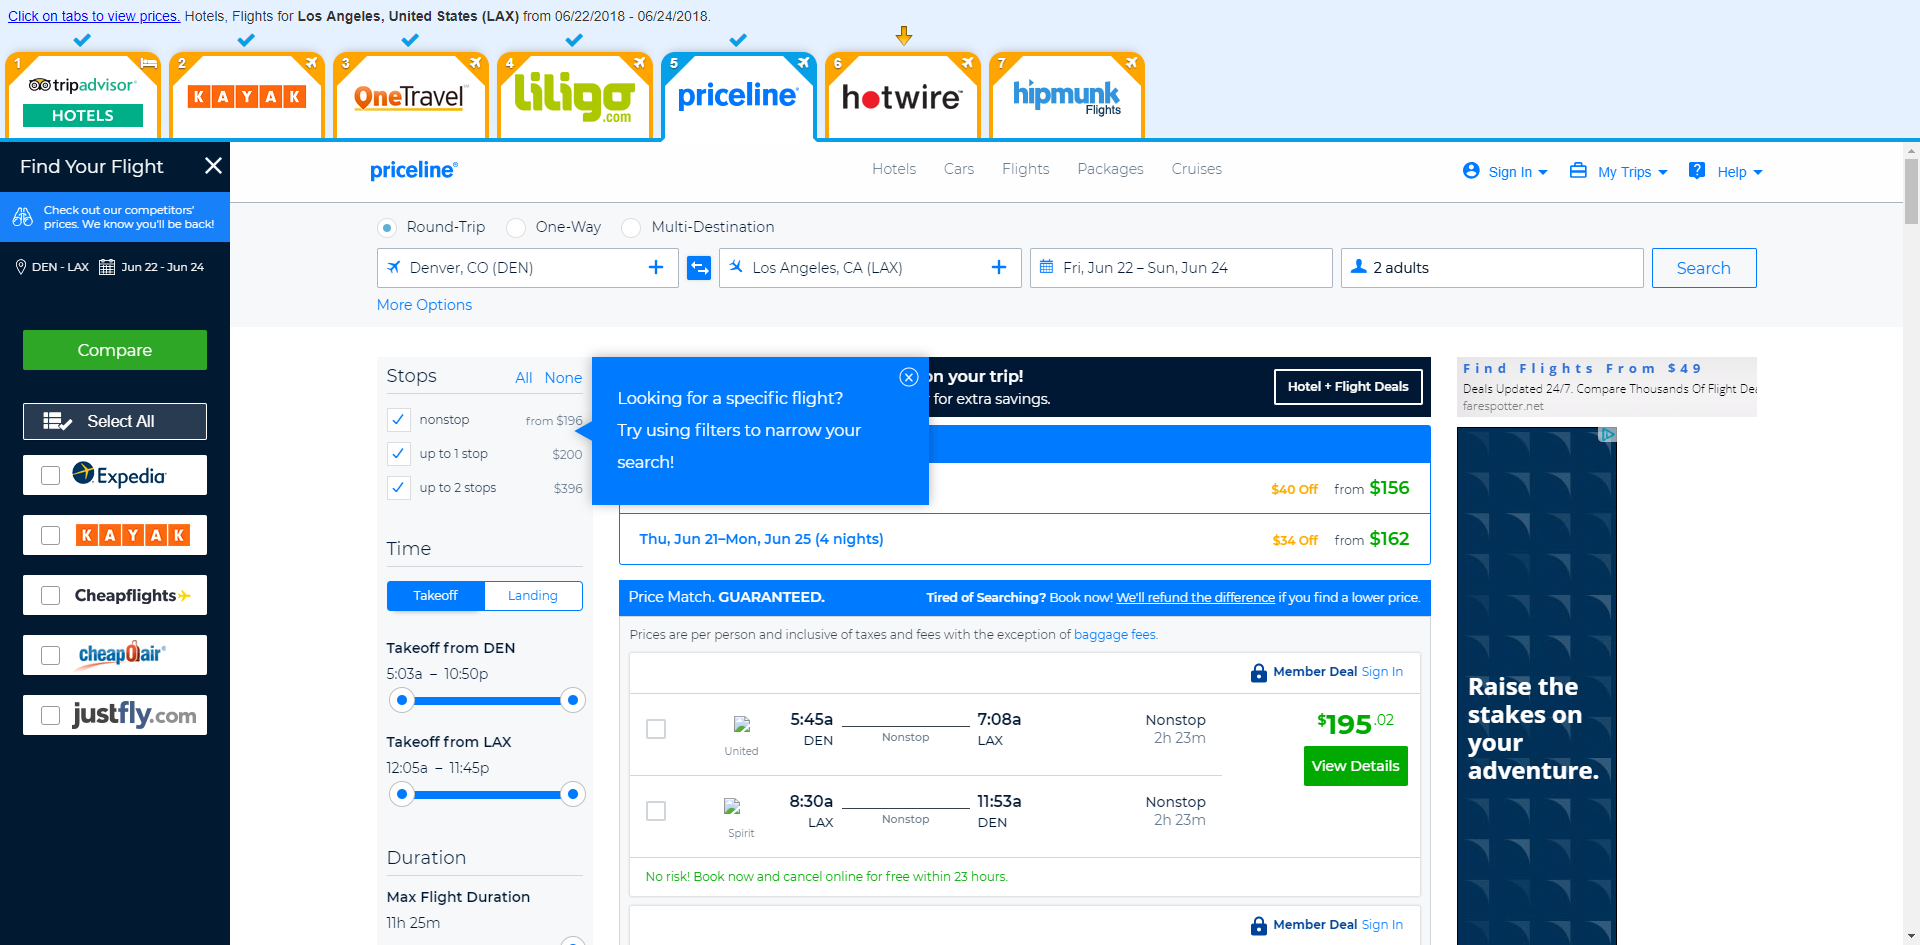 Click on tabs to view prices. Hotels, Flights for Los Angeles, United States (LAX) from 06/22/2018 - 06/24/2018.
1 tripadvisor HOTELS
2 KAYAK
3 OneTravel
4 liligo.com
5 priceline
6 hotwire
7 hipmunk Flights
Find Your Flight
Check out our competitors'
prices. We know you'll be back!
DEN - LAX Jun 22 - Jun 24
Compare
Select All
Expedia
KAYAK
Cheapflights
cheapOair
justfly.com
priceline
Hotels Cars Flights Packages Cruises
Sign In My Trips Help
Round-Trip One-Way Multi-Destination
Denver, CO (DEN) Los Angeles, CA (LAX) Fri, Jun 22 – Sun, Jun 24 2 adults Search
More Options
Stops All None
nonstop from $196
up to 1 stop $200
up to 2 stops $396
Time
Takeoff Landing
Takeoff from DEN
5:03a – 10:50p
Takeoff from LAX
12:05a – 11:45p
Duration
Max Flight Duration
11h 25m
Looking for a specific flight?
Try using filters to narrow your
search!
on your trip!
for extra savings.
Hotel + Flight Deals
$40 Off from $156
Thu, Jun 21–Mon, Jun 25 (4 nights) $34 Off from $162
Price Match. GUARANTEED. Tired of Searching? Book now! We'll refund the difference if you find a lower price.
Prices are per person and inclusive of taxes and fees with the exception of baggage fees.
Member Deal Sign In
5:45a 7:08a Nonstop $195.02
United DEN Nonstop LAX 2h 23m
View Details
8:30a 11:53a Nonstop
Spirit LAX Nonstop DEN 2h 23m
No risk! Book now and cancel online for free within 23 hours.
Member Deal Sign In
Find Flights From $49
Deals Updated 24/7. Compare Thousands Of Flight Dea
farespotter.net
Raise the
stakes on
your
adventure.